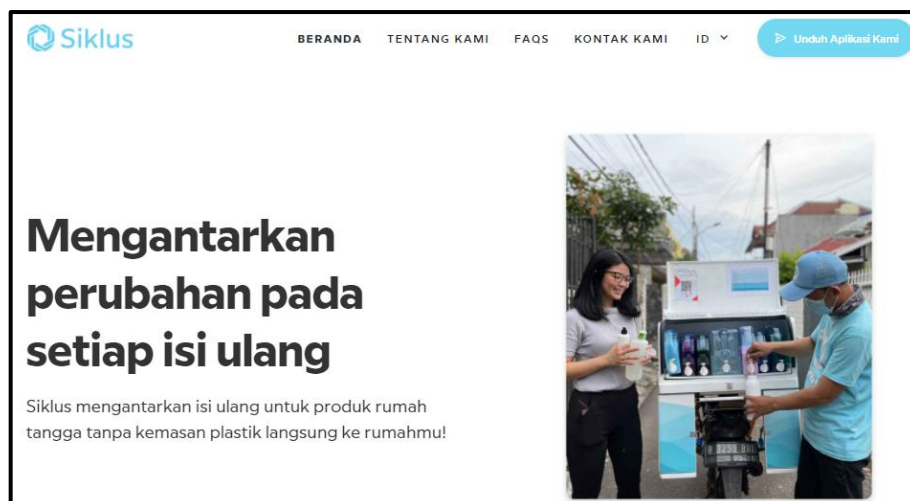 Siklus
BERANDA TENTANG KAMI FAQS KONTAK KAMI ID
Unduh Aplikasi Kami
Mengantarkan
perubahan pada
setiap isi ulang
Siklus mengantarkan isi ulang untuk produk rumah
tangga tanpa kemasan plastik langsung ke rumahmu!